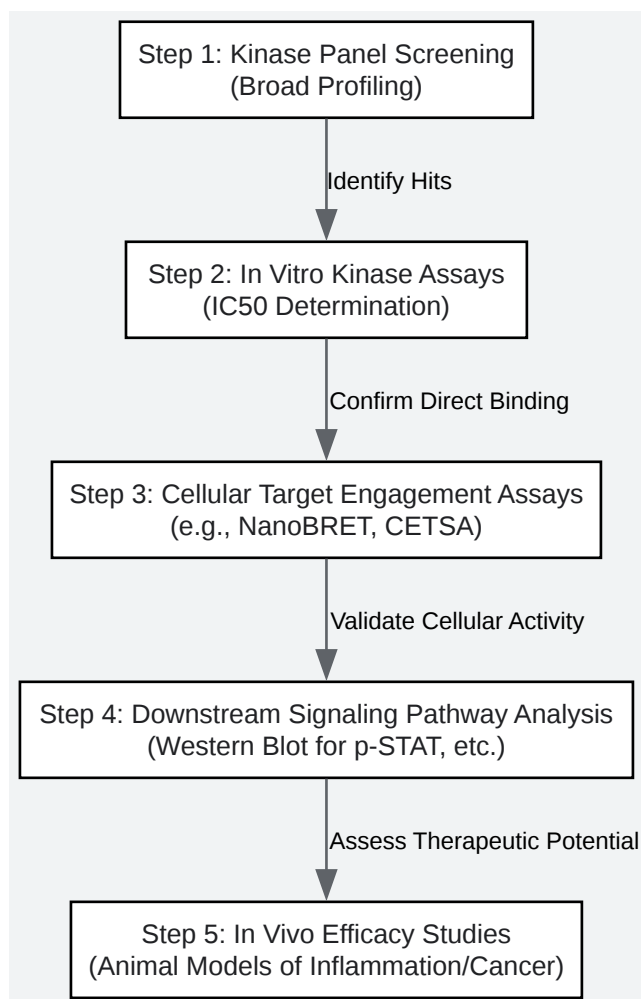 Step 1: Kinase Panel Screening
(Broad Profiling)
Identify Hits
Step 2: In Vitro Kinase Assays
(IC50 Determination)
Confirm Direct Binding
Step 3: Cellular Target Engagement Assays
(e.g., NanoBRET, CETSA)
Validate Cellular Activity
Step 4: Downstream Signaling Pathway Analysis
(Western Blot for p-STAT, etc.)
Assess Therapeutic Potential
Step 5: In Vivo Efficacy Studies
(Animal Models of Inflammation/Cancer)